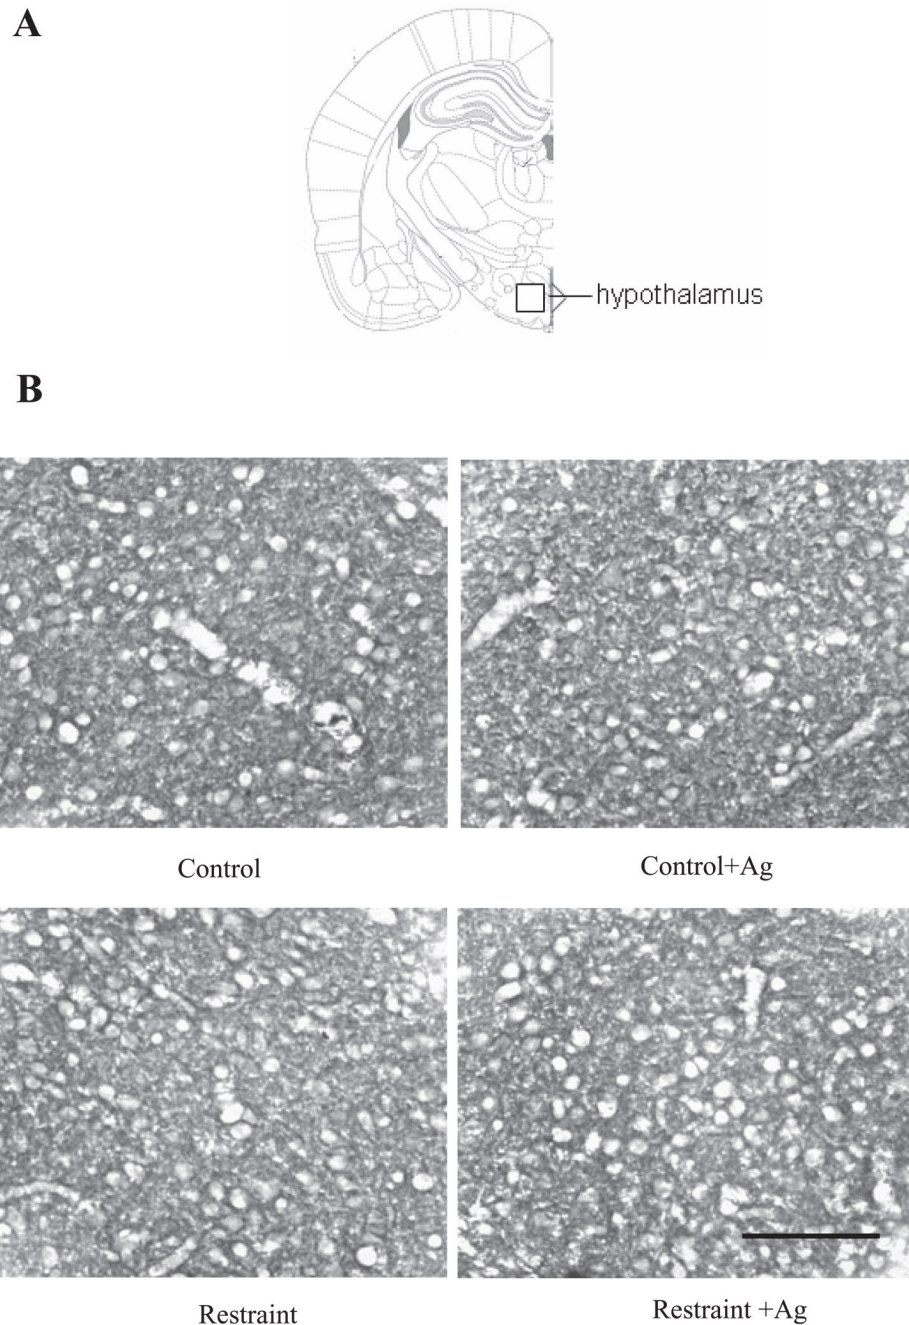 A
hypothalamus
B
Control
Control+Ag
Restraint
Restraint +Ag